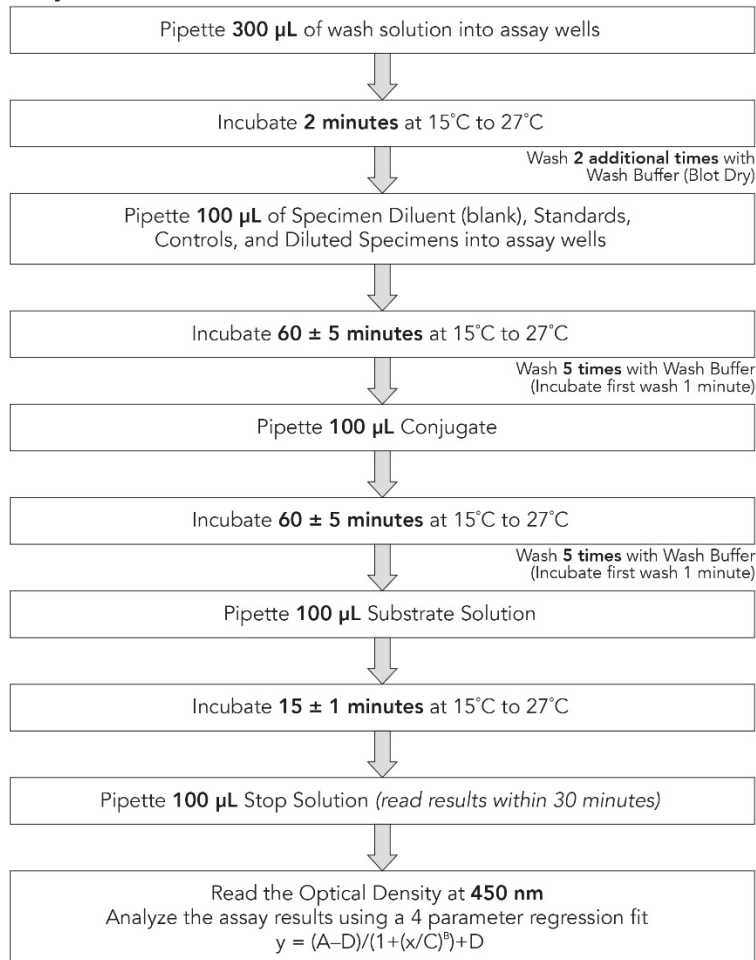 Pipette 300 µL of wash solution into assay wells
Incubate 2 minutes at 15˚C to 27˚C
Wash 2 additional times with
Wash Buffer (Blot Dry)
Pipette 100 µL of Specimen Diluent (blank), Standards,
Controls, and Diluted Specimens into assay wells
Incubate 60 ± 5 minutes at 15˚C to 27˚C
Wash 5 times with Wash Buffer
(Incubate first wash 1 minute)
Pipette 100 µL Conjugate
Incubate 60 ± 5 minutes at 15˚C to 27˚C
Wash 5 times with Wash Buffer
(Incubate first wash 1 minute)
Pipette 100 µL Substrate Solution
Incubate 15 ± 1 minutes at 15˚C to 27˚C
Pipette 100 µL Stop Solution (read results within 30 minutes)
Read the Optical Density at 450 nm
Analyze the assay results using a 4 parameter regression fit
y = (A–D)/(1+(x/C)ᴮ)+D